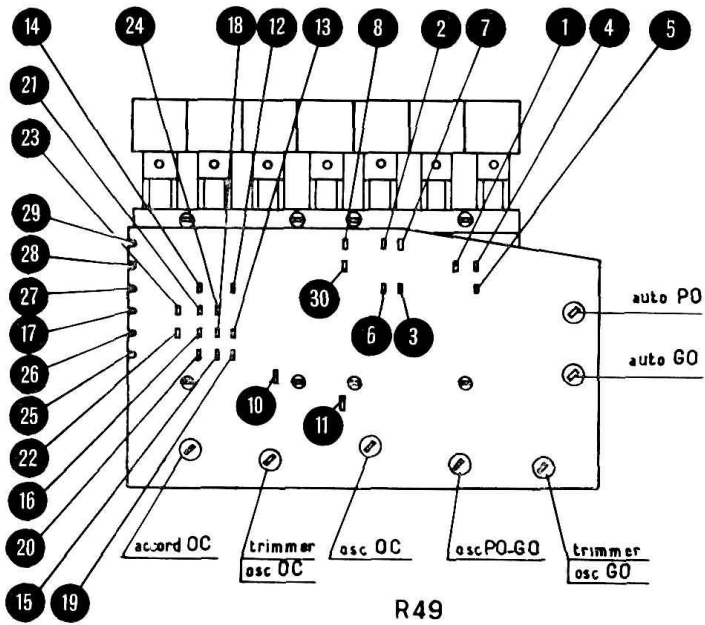 14
24
18
12
13
8
2
7
1
4
5
21
23
29
28
27
17
26
25
22
16
20
15
19
30
6
3
10
11
auto PO
auto GO
accord OC
trimmer
osc OC
osc OC
osc PO-GO
trimmer
osc GO
R49